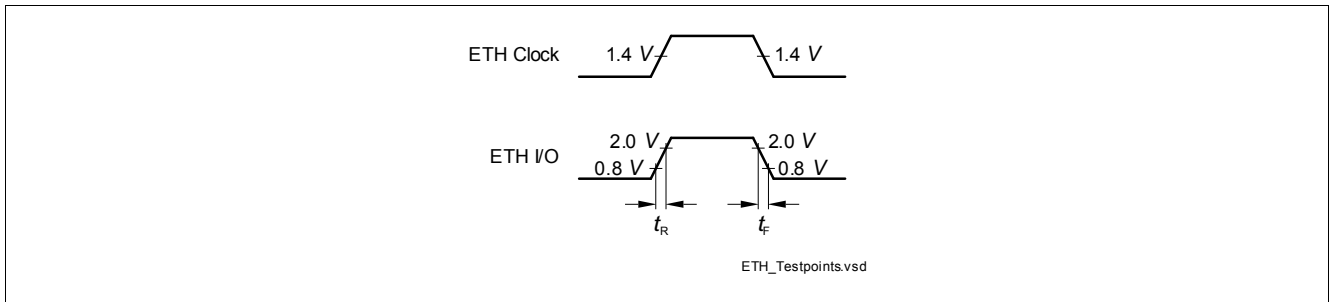 ETH Clock 1.4 V 1.4 V
2.0 V 2.0 V
ETH I/O
0.8 V 0.8 V
tR tF
ETH_Testpoints.vsd